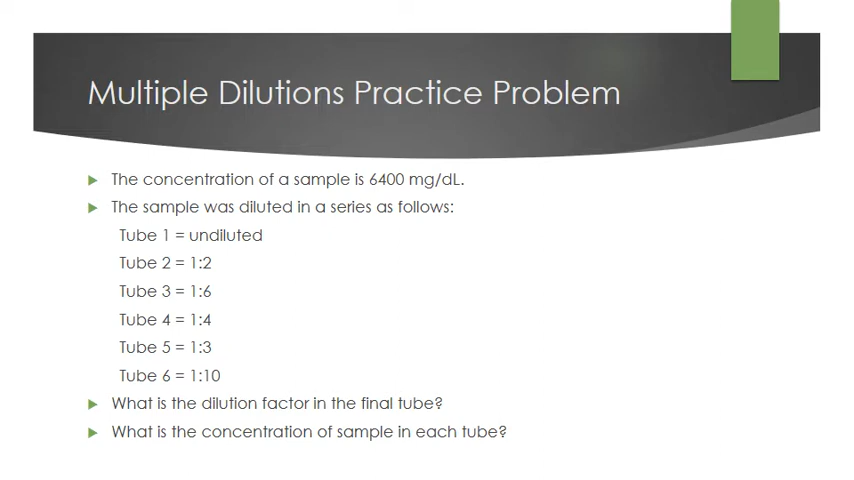 Multiple Dilutions Practice Problem
The concentration of a sample is 6400 mg/dL.
The sample was diluted in a series as follows:
Tube 1 = undiluted
Tube 2 = 1:2
Tube 3 = 1:6
Tube 4 = 1:4
Tube 5 = 1:3
Tube 6 = 1:10
What is the dilution factor in the final tube?
What is the concentration of sample in each tube?